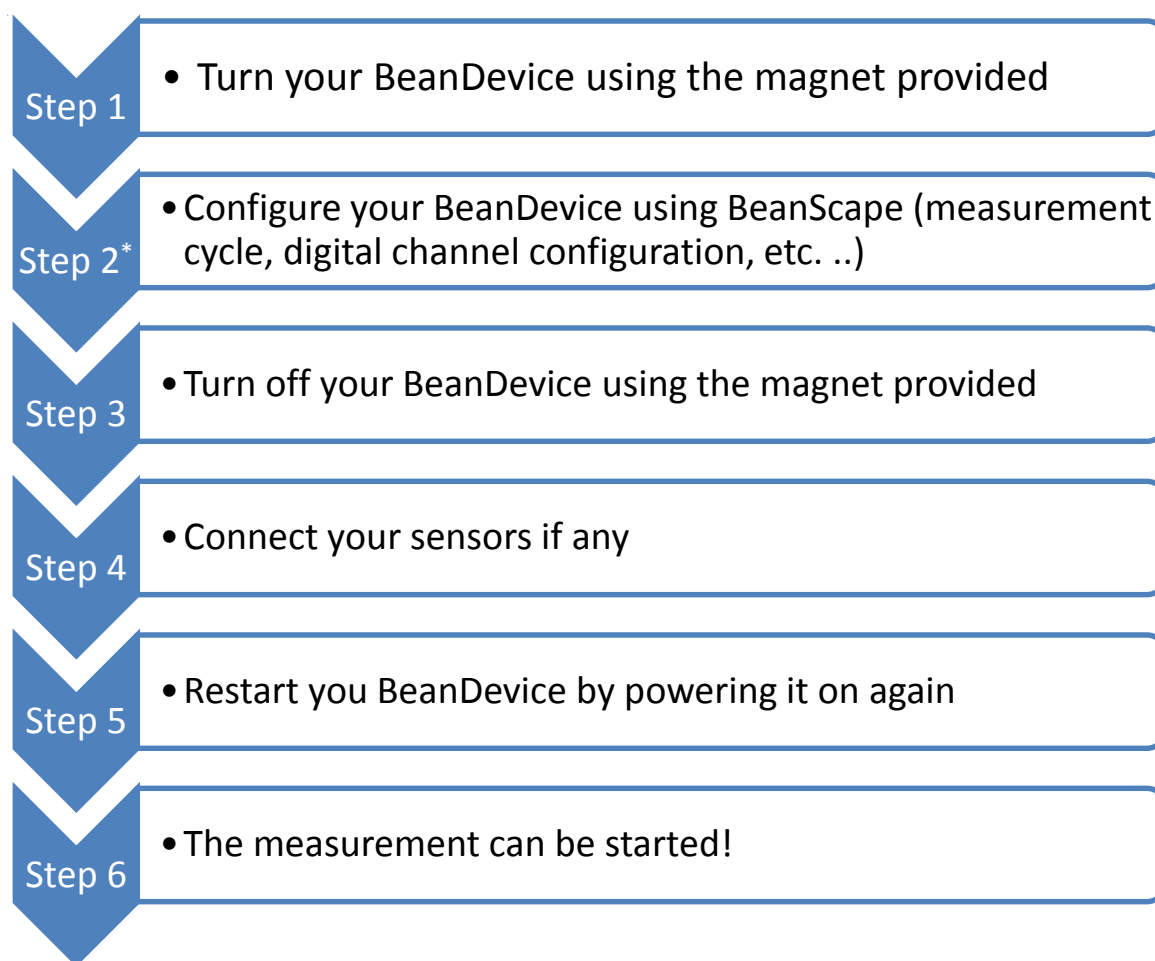 Step 1
• Turn your BeanDevice using the magnet provided
Step 2*
• Configure your BeanDevice using BeanScape (measurement
cycle, digital channel configuration, etc. ..)
Step 3
• Turn off your BeanDevice using the magnet provided
Step 4
• Connect your sensors if any
Step 5
• Restart you BeanDevice by powering it on again
Step 6
• The measurement can be started!